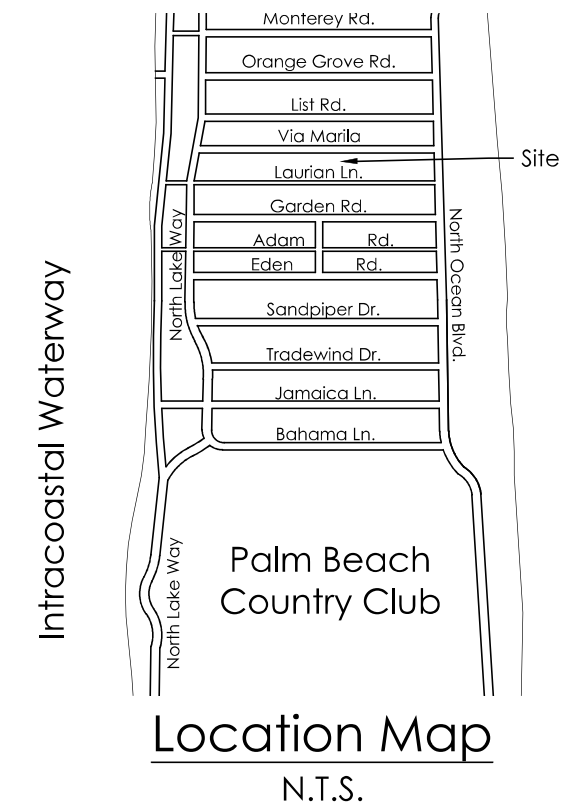 Monterey Rd.
Orange Grove Rd.
List Rd.
Via Marila
Site
Laurian Ln.
Garden Rd.
Adam Rd.
Eden Rd.
North Lake Way
North Ocean Blvd.
Sandpiper Dr.
Tradewind Dr.
Jamaica Ln.
Bahama Ln.
Intracoastal Waterway
Palm Beach
Country Club
North Lake Way
Location Map
N.T.S.